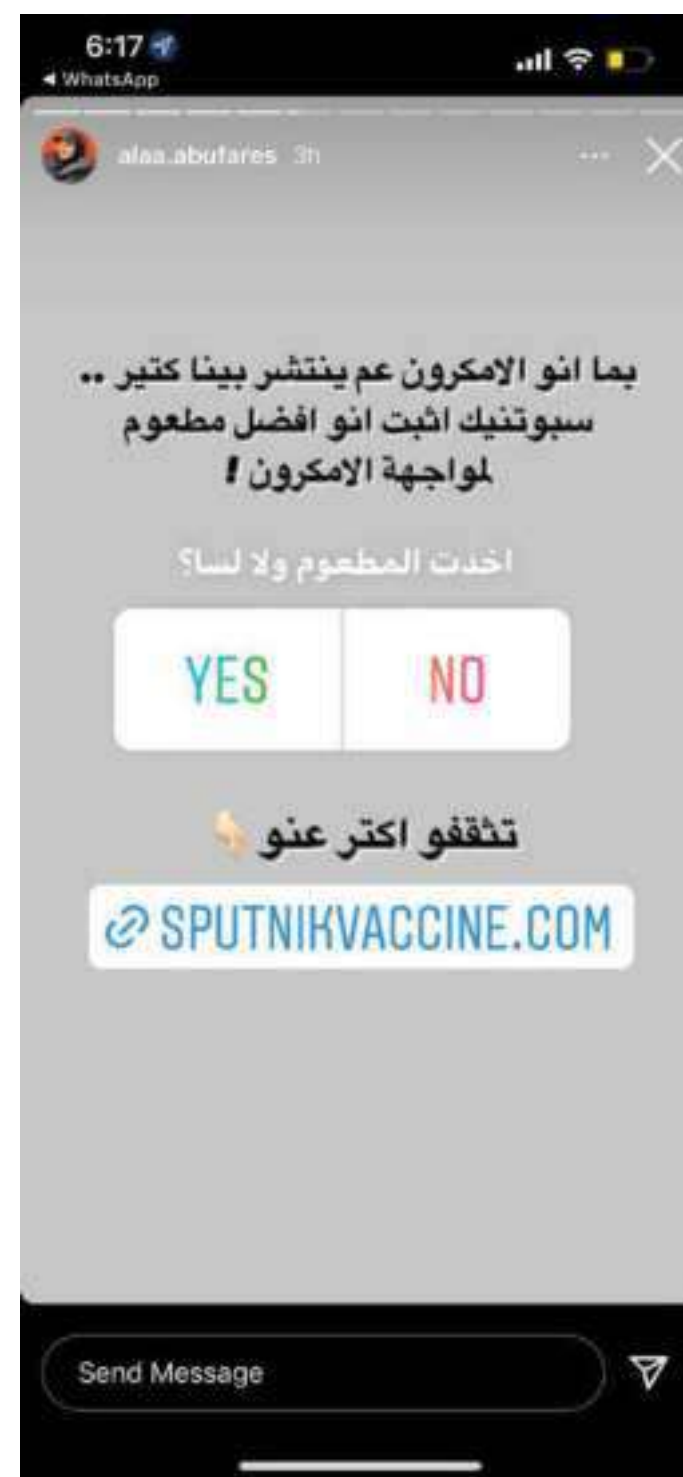 6:17
◀ WhatsApp
alaa.abufares 3h
بما انو الامكرون عم ينتشر بينا كتير ..
سبوتنيك اثبت انو افضل مطعوم
لمواجهة الامكرون !
اخدت المطعوم ولا لسا؟
YES NO
تثقفو اكتر عنو 👇🏻
SPUTNIKVACCINE.COM
Send Message